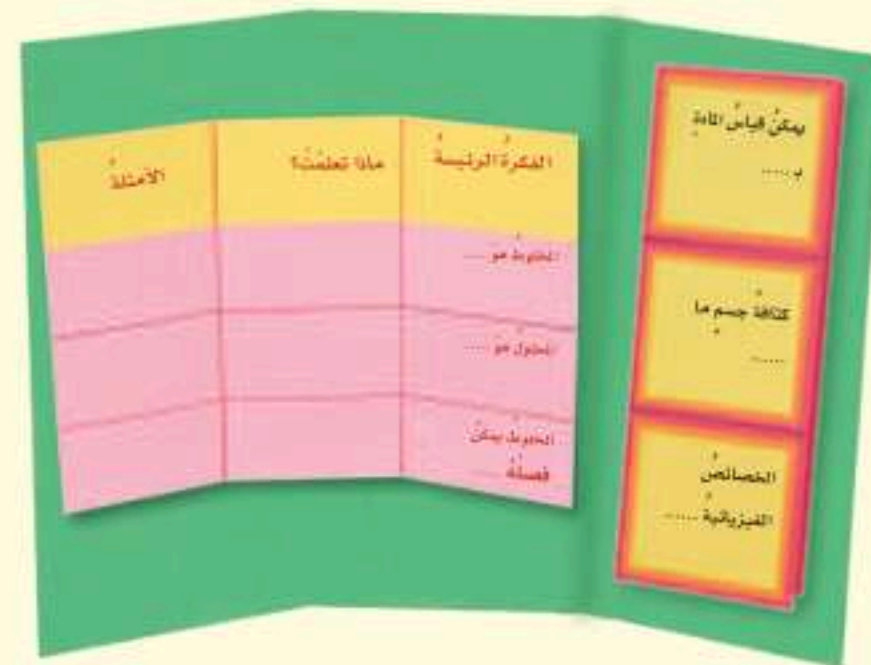 يمكنُ قياسُ المادةِ
بـ .....
كثافةُ جسمٍ ما
......
الخصائصُ
الفيزيائيةُ ......
الفكرةُ الرئيسةُ
ماذا تعلمتُ؟
الأمثلةُ
المخلوطُ هو ....
المحلولُ هو ....
المخلوطُ يمكنُ
فصلُهُ ....